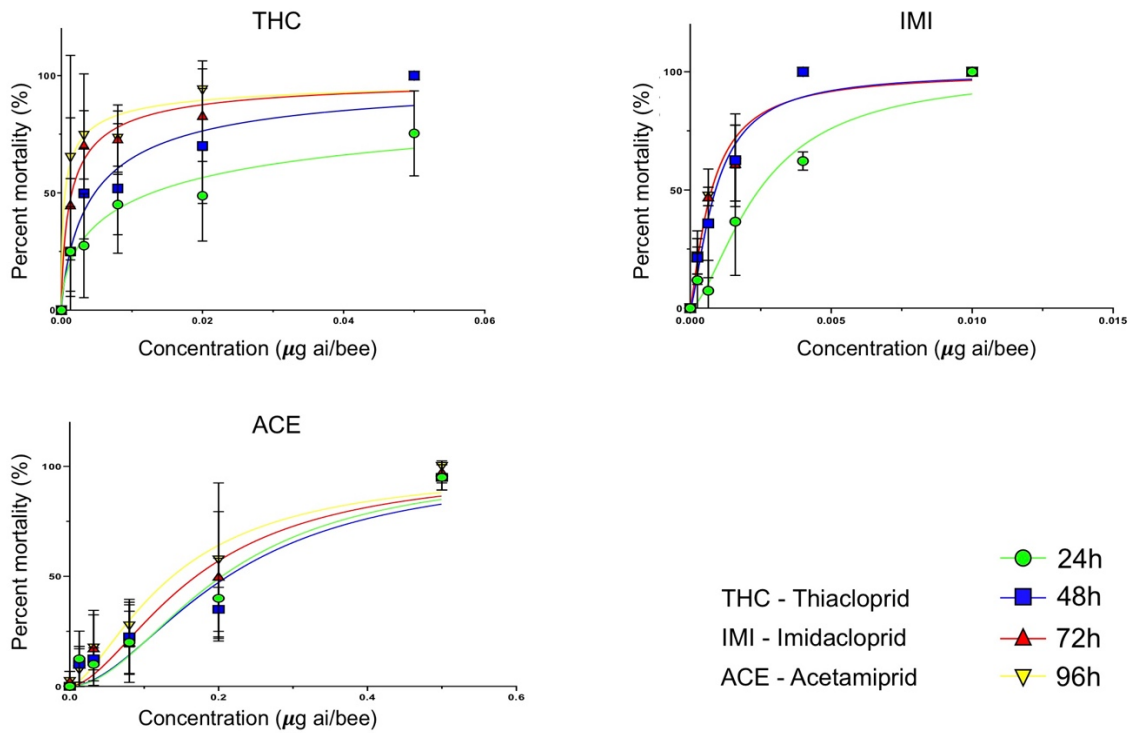 THC
Percent mortality (%)
100
50
0
0.00
0.02
0.04
0.06
Concentration (µg ai/bee)
IMI
Percent mortality (%)
100
50
0
0.000
0.005
0.010
0.015
Concentration (µg ai/bee)
ACE
Percent mortality (%)
100
50
0
0.0
0.2
0.4
0.6
Concentration (µg ai/bee)
THC - Thiacloprid
IMI - Imidacloprid
ACE - Acetamiprid
24h
48h
72h
96h